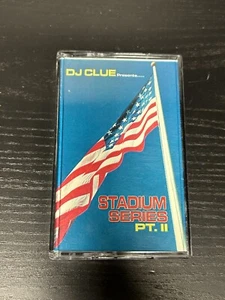 DJ CLUE Presents.....
STADIUM
SERIES
PT. II